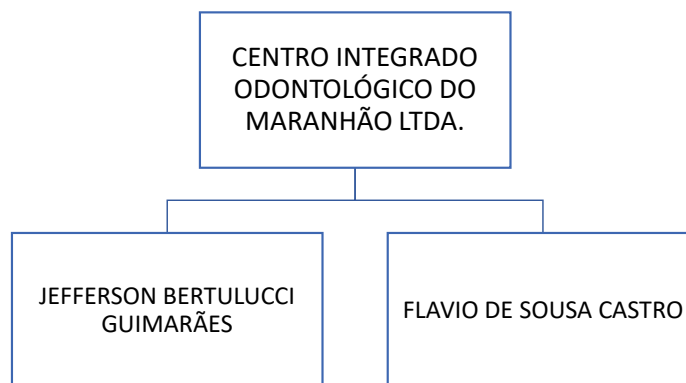 CENTRO INTEGRADO
ODONTOLÓGICO DO
MARANHÃO LTDA.
JEFFERSON BERTULUCCI
GUIMARÃES
FLAVIO DE SOUSA CASTRO